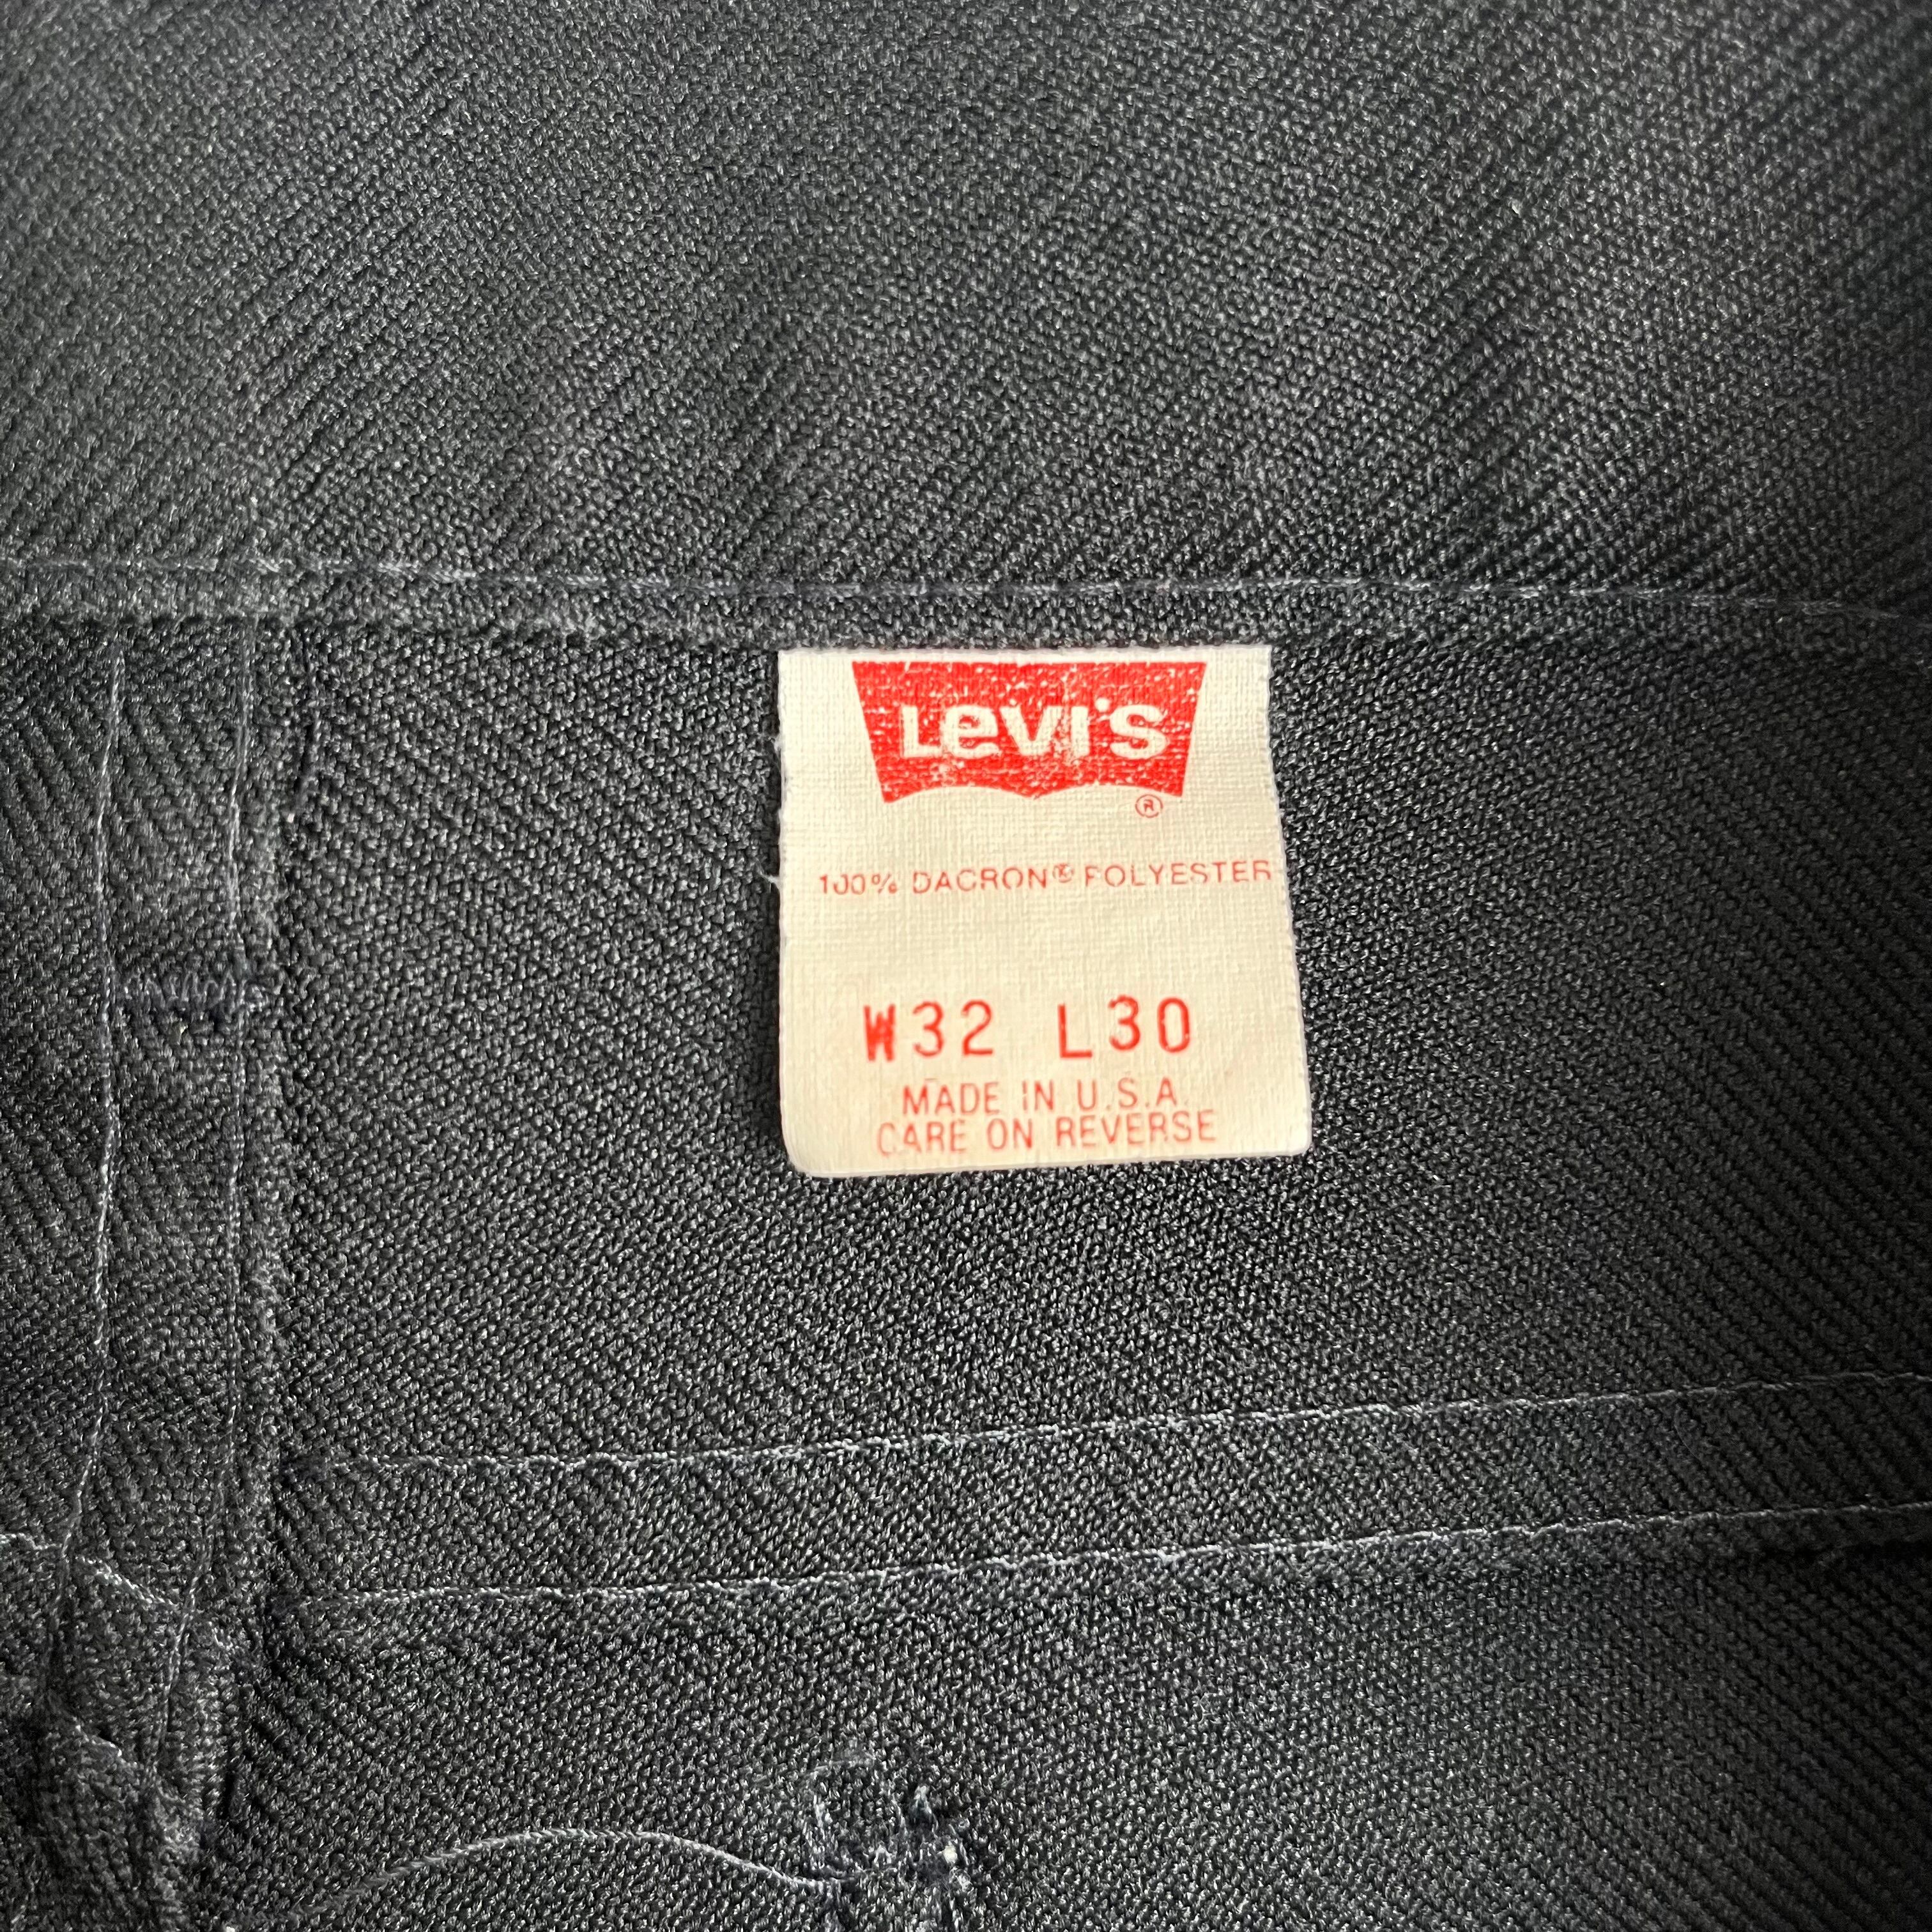 Levi's
®
100% DACRON® POLYESTER
W32 L30
MADE IN U.S.A.
CARE ON REVERSE